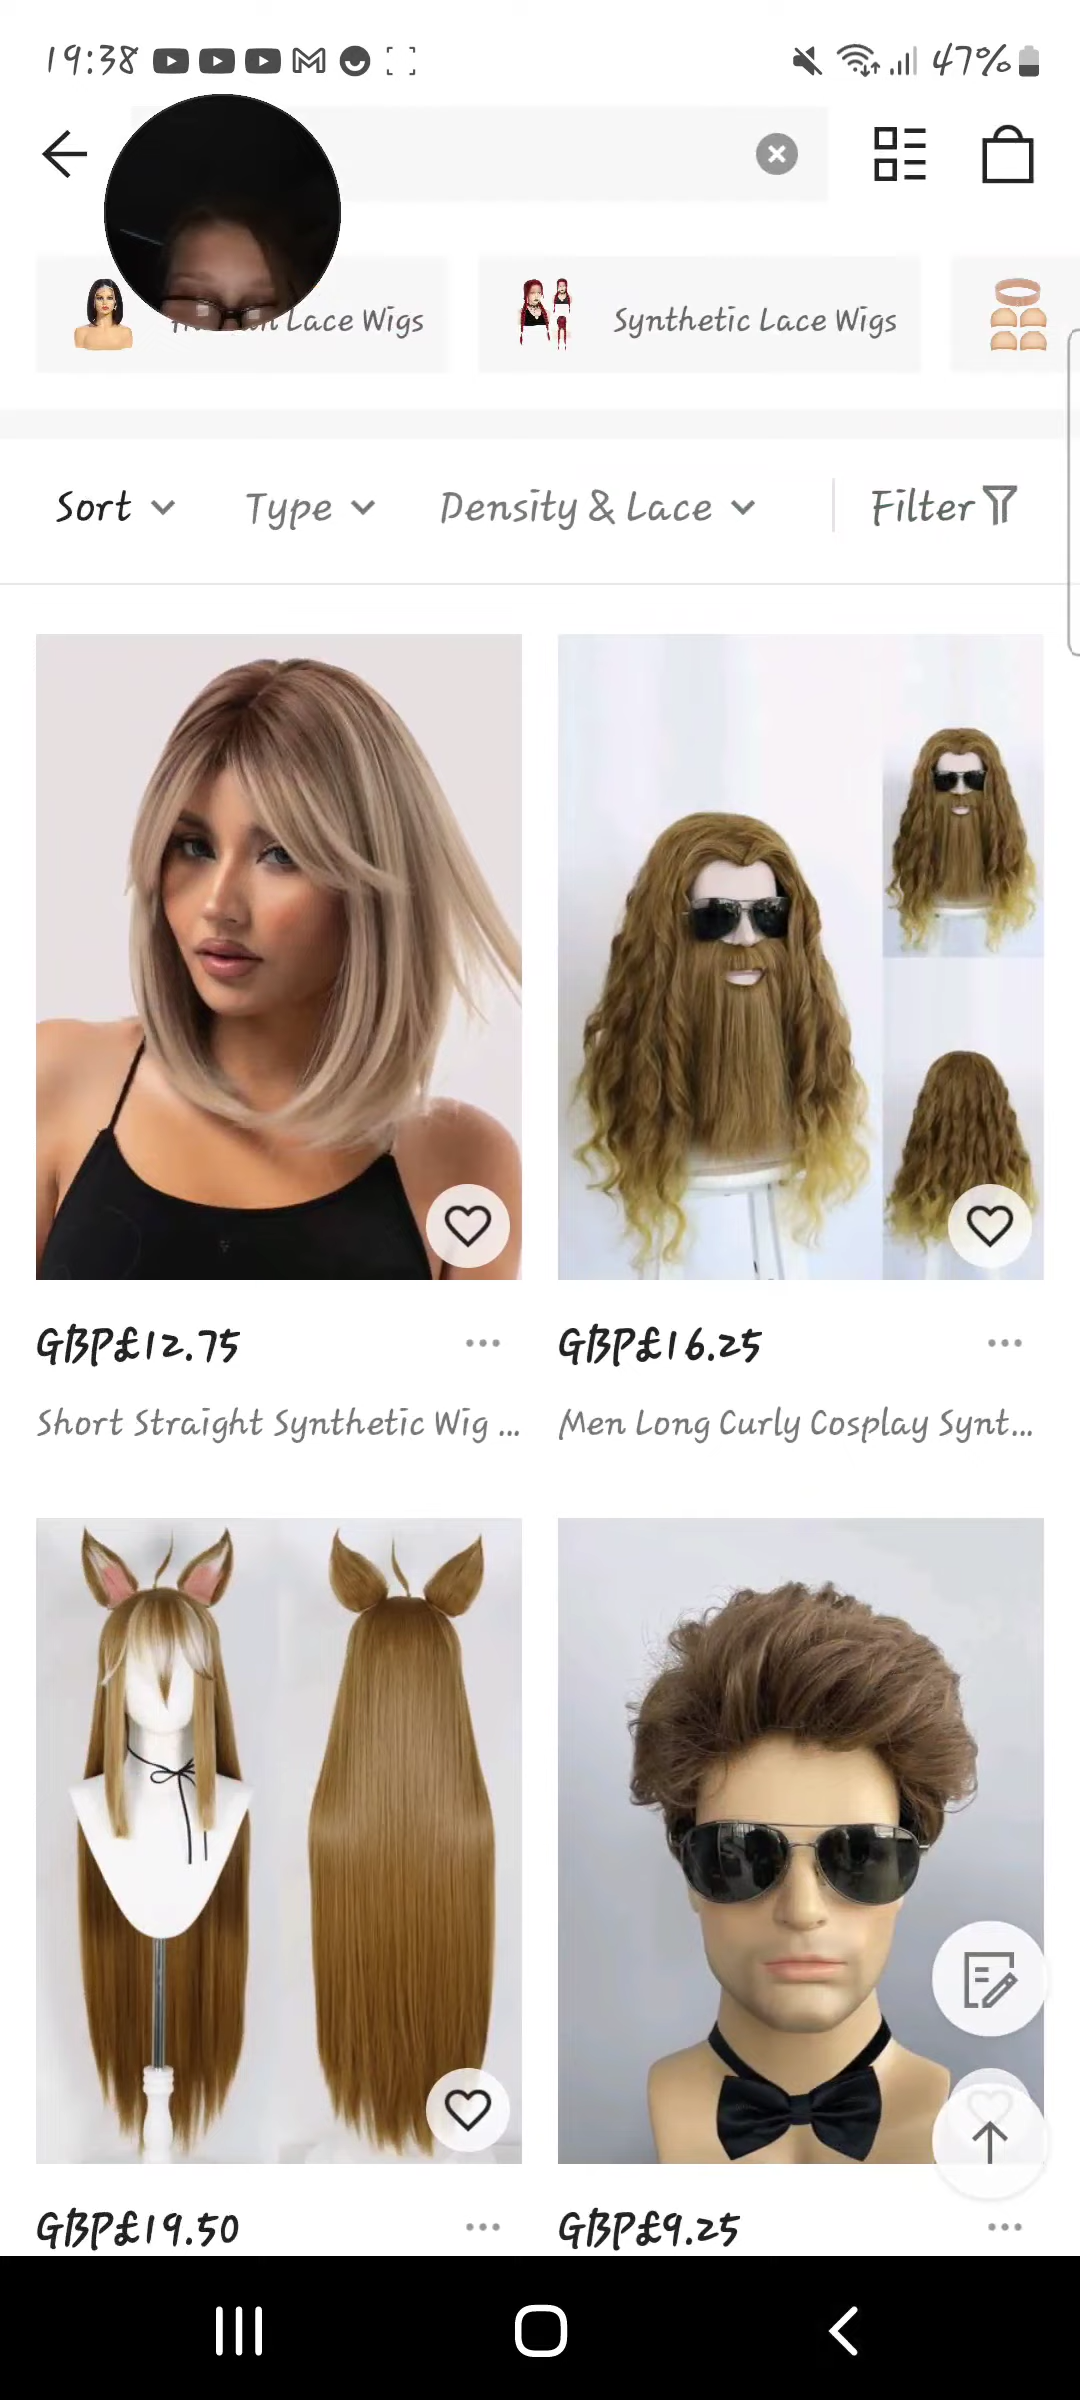 19:38 47%
Lace Wigs Synthetic Lace Wigs
Sort Type Density & Lace Filter
GBP£12.75 GBP£16.25
Short Straight Synthetic Wig ... Men Long Curly Cosplay Synt...
GBP£19.50 GBP£9.25